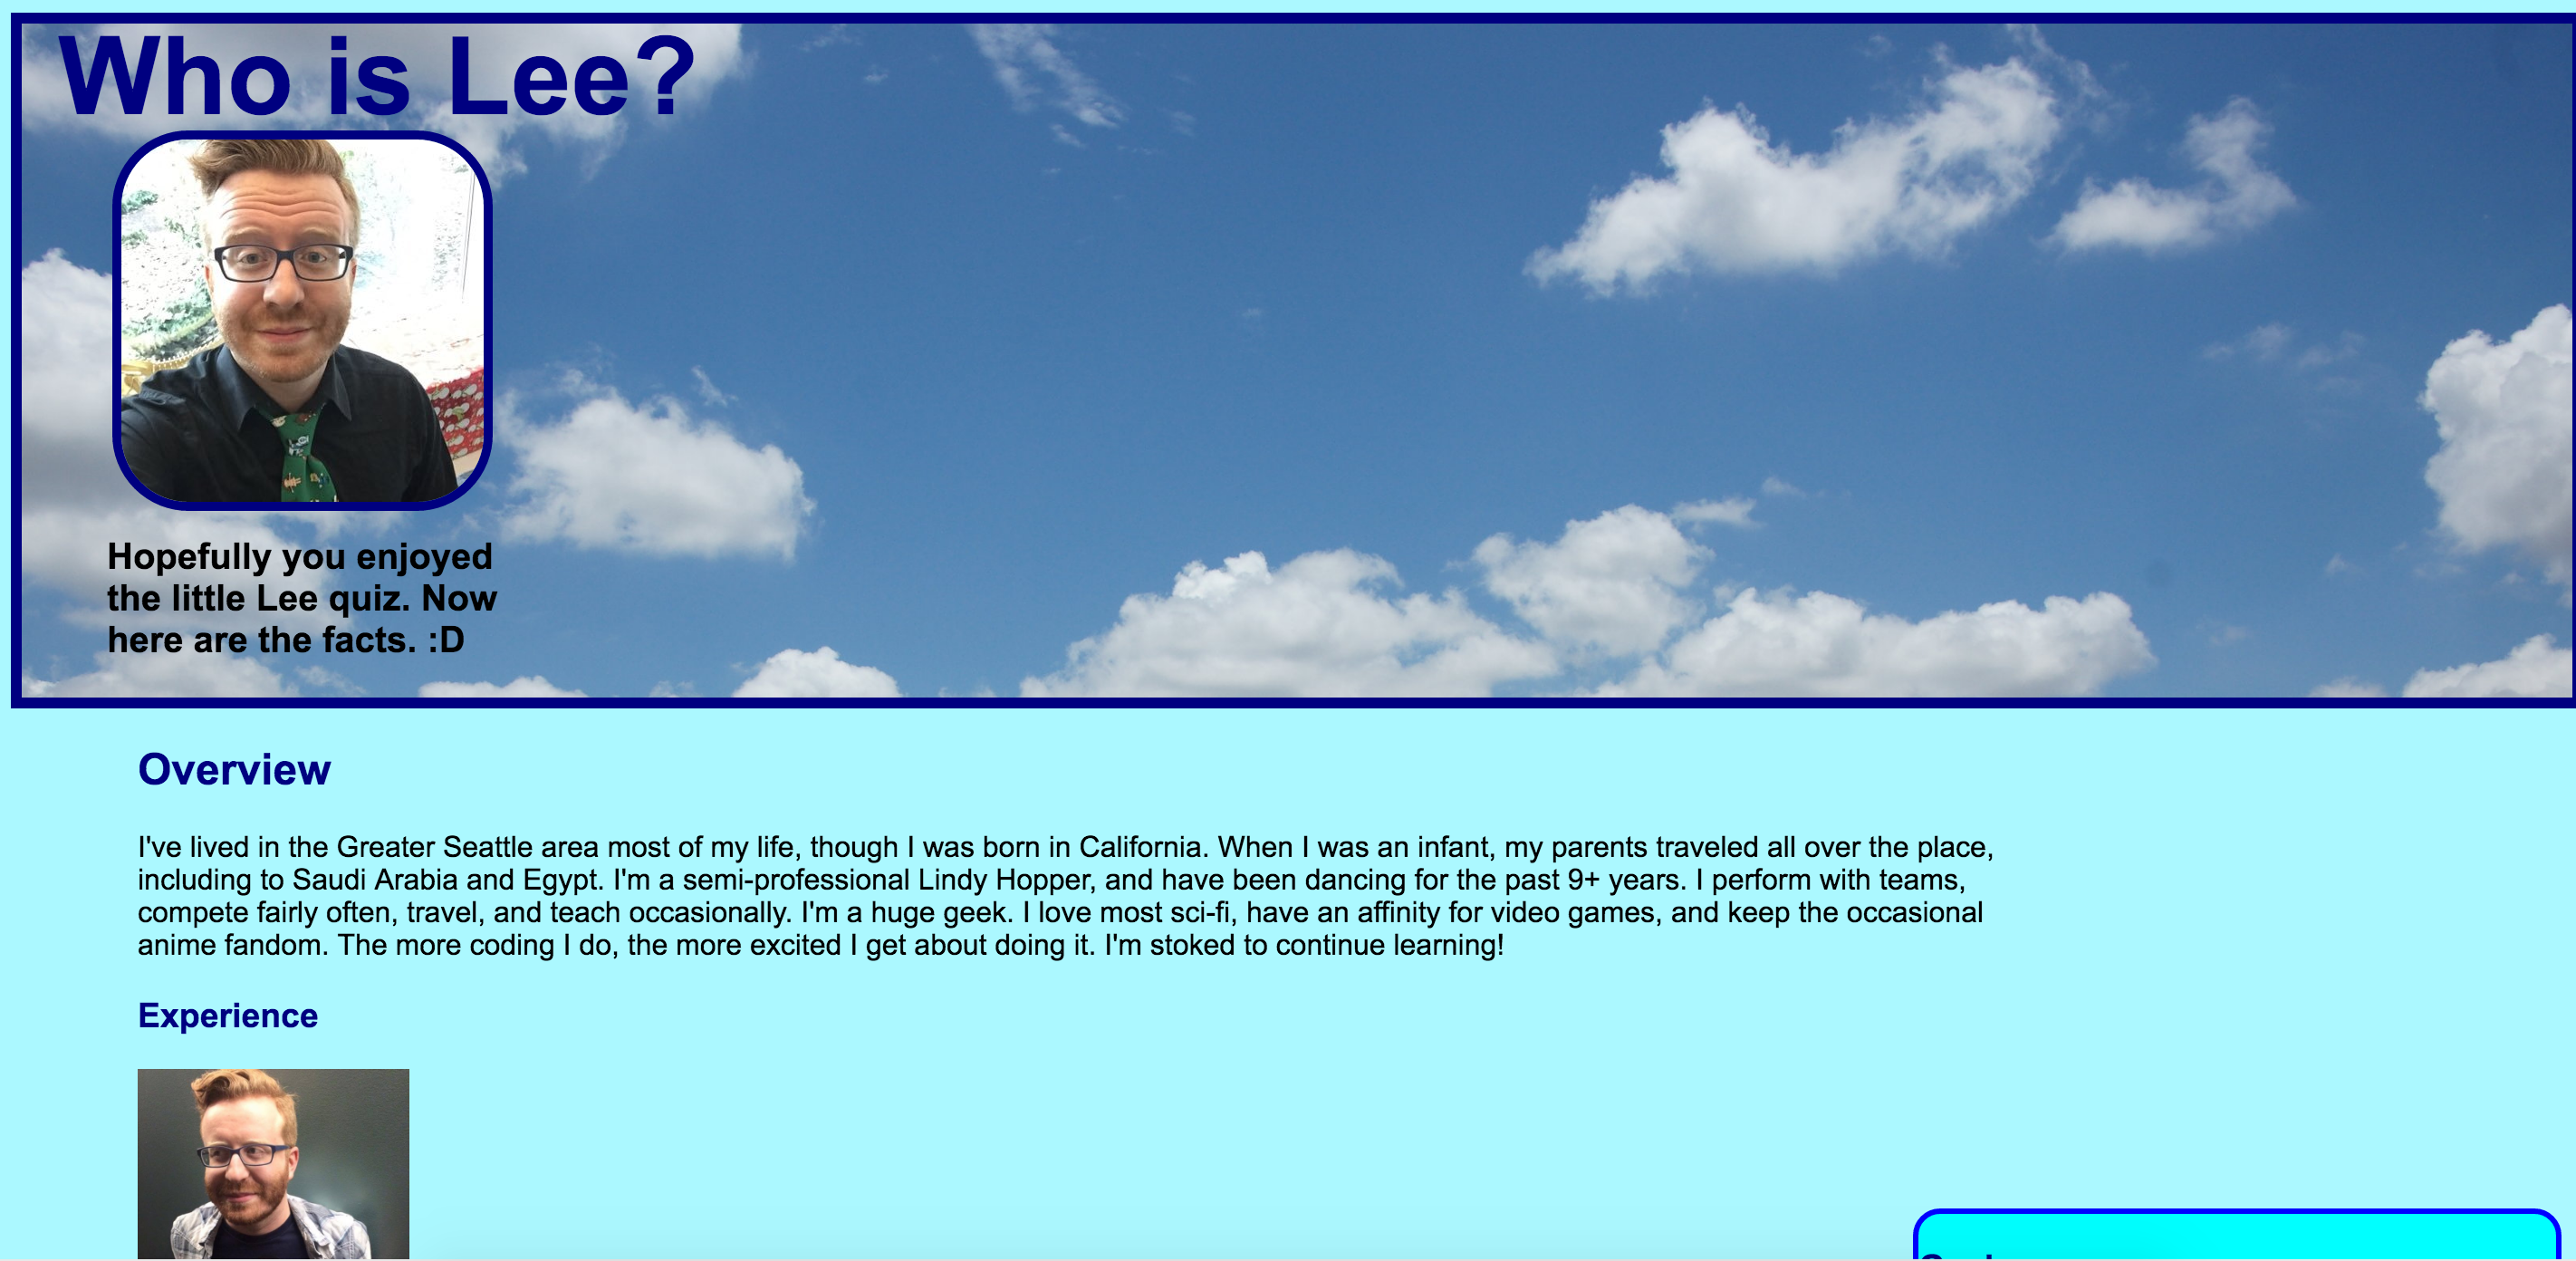 Who is Lee?
Hopefully you enjoyed
the little Lee quiz. Now
here are the facts. :D
Overview
I've lived in the Greater Seattle area most of my life, though I was born in California. When I was an infant, my parents traveled all over the place,
including to Saudi Arabia and Egypt. I'm a semi-professional Lindy Hopper, and have been dancing for the past 9+ years. I perform with teams,
compete fairly often, travel, and teach occasionally. I'm a huge geek. I love most sci-fi, have an affinity for video games, and keep the occasional
anime fandom. The more coding I do, the more excited I get about doing it. I'm stoked to continue learning!
Experience